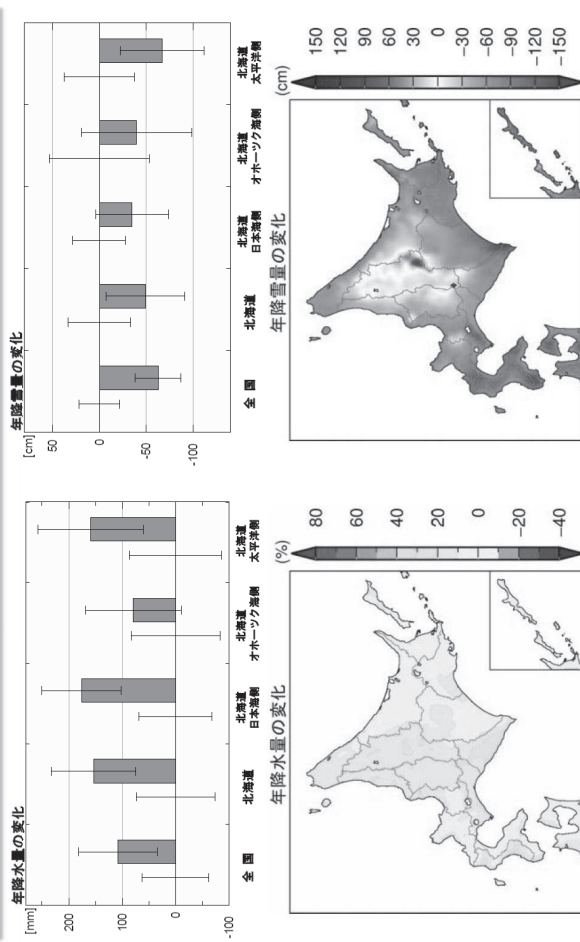 年降水量の変化
[mm]
200
100
0
-100
全国
北海道
北海道
日本海側
北海道
オホーツク海側
北海道
太平洋側
年降雪量の変化
[cm]
50
0
-50
-100
全国
北海道
北海道
日本海側
北海道
オホーツク海側
北海道
太平洋側
年降水量の変化
(%)
80
60
40
20
0
-20
-40
年降雪量の変化
(cm)
150
120
90
60
30
0
-30
-60
-90
-120
-150